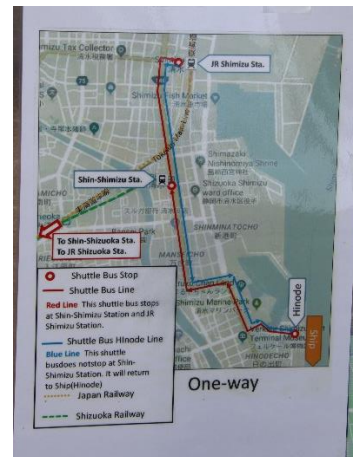 Shimizu Tax Collector
JR Shimizu Sta.
Shimizu Fish Market
Shin-Shimizu Sta.
Shimazaki
Nishinomiya Shrine
Shizuoka Shimizu
ward office
SHINMINATOCHO
To Shin-Shizuoka Sta.
To JR Shizuoka Sta.
Shimizu Marine Park
Hinode
Ship
HINODECHO
Shuttle Bus Stop
Shuttle Bus Line
Red Line This shuttle bus stops
at Shin-Shimizu Station and JR
Shimizu Station.
Shuttle Bus Hinode Line
Blue Line This shuttle
busdoes notstop at Shin-
Shimizu Station. It will return
to Ship(Hinode)
Japan Railway
Shizuoka Railway
One-way